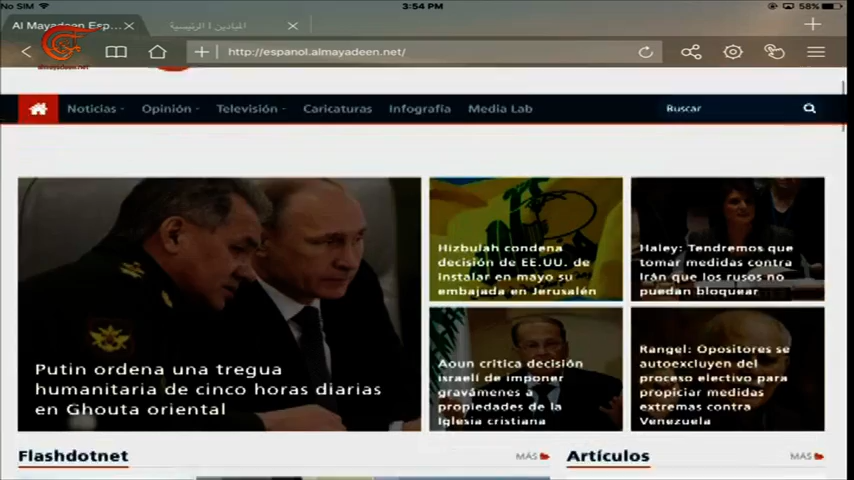 No SIM
3:54 PM
58%
Al Mayadeen Esp...
الميادين | الرئيسية
http://espanol.almayadeen.net/
almayadeen.net
Noticias
Opinión
Televisión
Caricaturas
Infografía
Media Lab
Buscar
Putin ordena una tregua
humanitaria de cinco horas diarias
en Ghouta oriental
Hizbulah condena
decisión de EE.UU. de
instalar en mayo su
embajada en Jerusalén
Haley: Tendremos que
tomar medidas contra
Irán que los rusos no
puedan bloquear
Aoun critica decisión
israelí de imponer
gravámenes a
propiedades de la
Iglesia cristiana
Rangel: Opositores se
autoexcluyen del
proceso electivo para
propiciar medidas
extremas contra
Venezuela
Flashdotnet
MÁS
Artículos
MÁS